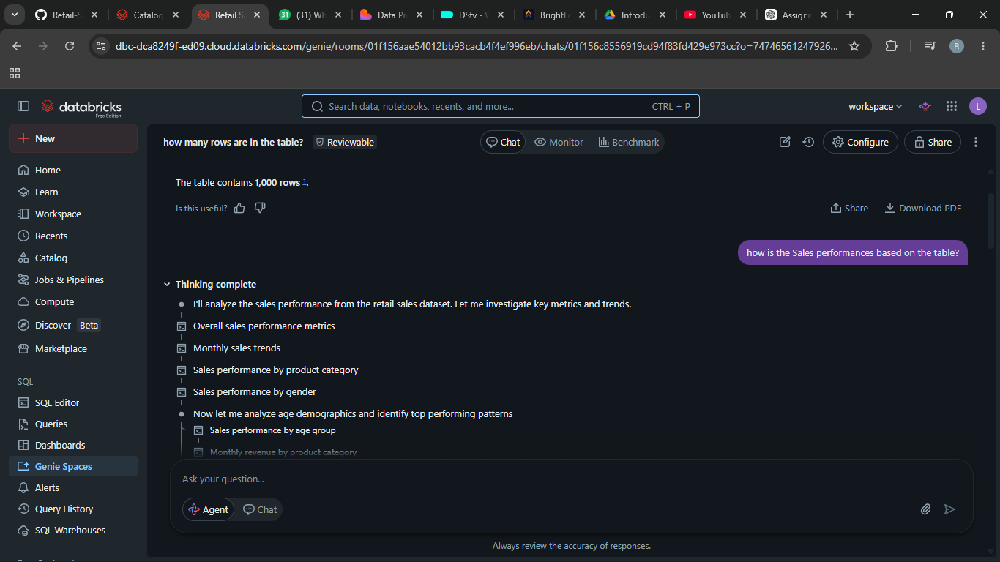 Retail-S
Catalog
Retail S
(31) Wh
Data Pr
DStv -
BrightL
Introdu
YouTub
Assignm
dbc-dca8249f-ed09.cloud.databricks.com/genie/rooms/01f156aae54012bb93cacb4f4ef996eb/chats/01f156c8556919cd94f83fd429e973cc?o=74746561247926...
R
databricks
Free Edition
Search data, notebooks, recents, and more...
CTRL + P
workspace
L
New
Home
Learn
Workspace
Recents
Catalog
Jobs & Pipelines
Compute
Discover Beta
Marketplace
SQL
SQL Editor
Queries
Dashboards
Genie Spaces
Alerts
Query History
SQL Warehouses
how many rows are in the table?
Reviewable
Chat
Monitor
Benchmark
Configure
Share
The table contains 1,000 rows 1.
Is this useful?
Share
Download PDF
how is the Sales performances based on the table?
Thinking complete
I'll analyze the sales performance from the retail sales dataset. Let me investigate key metrics and trends.
Overall sales performance metrics
Monthly sales trends
Sales performance by product category
Sales performance by gender
Now let me analyze age demographics and identify top performing patterns
Sales performance by age group
Monthly revenue by product category
Ask your question...
Agent
Chat
Always review the accuracy of responses.